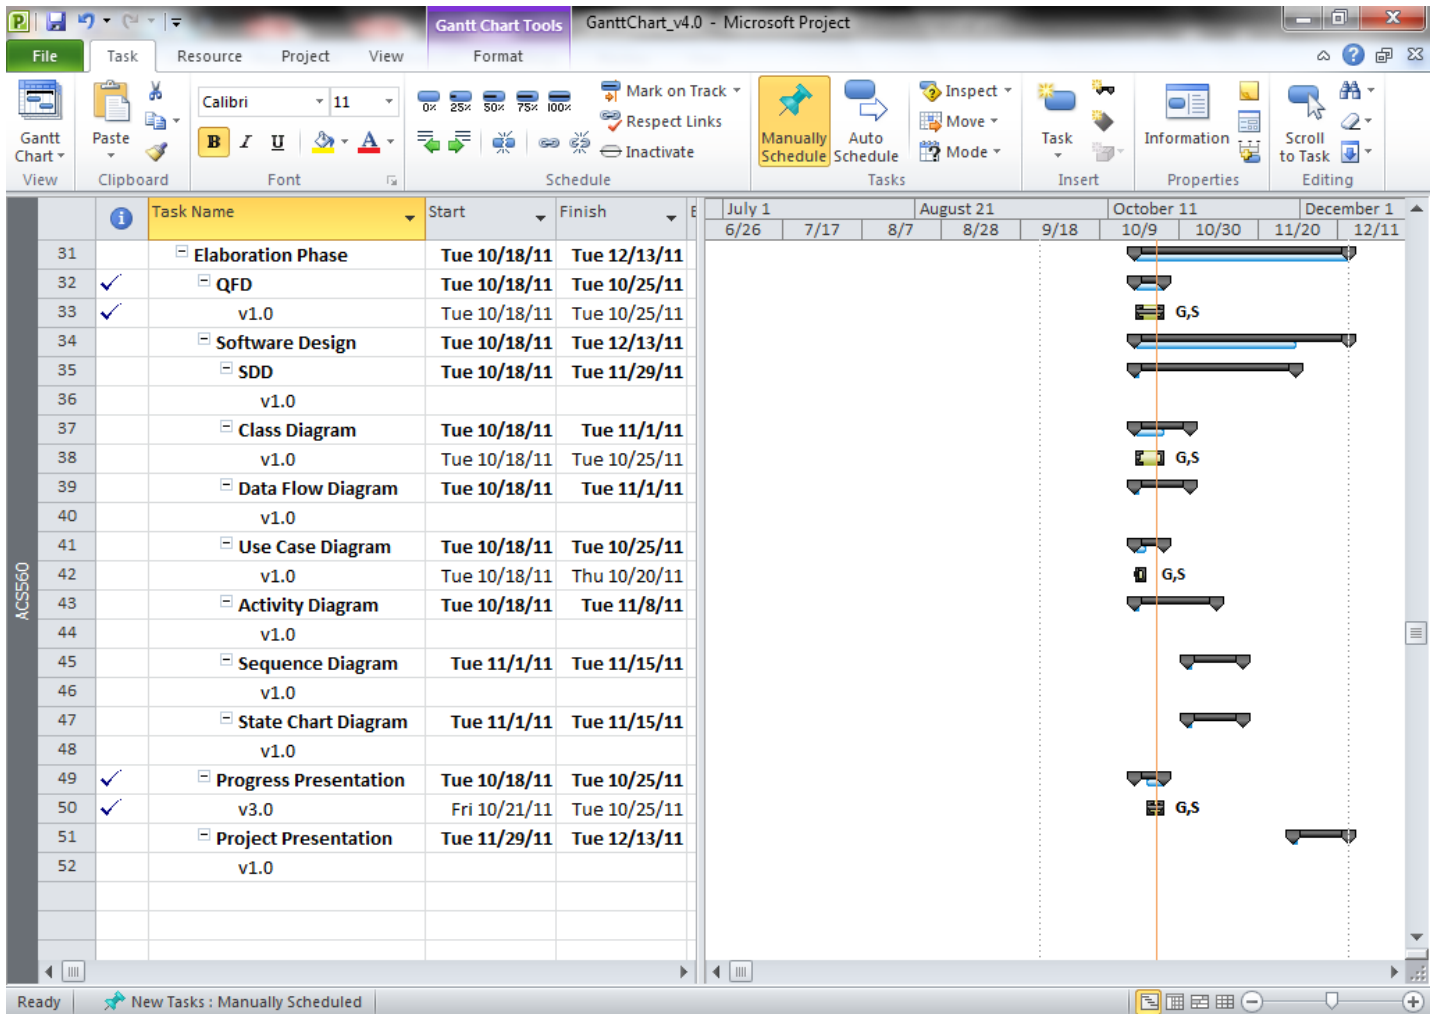 Gantt Chart Tools
GanttChart_v4.0 - Microsoft Project
File Task Resource Project View Format
Gantt Chart
Paste
Calibri 11
B I U A
0% 25% 50% 75% 100%
Mark on Track
Respect Links
Inactivate
Manually Schedule
Auto Schedule
Inspect
Move
Mode
Task
Information
Scroll to Task
View Clipboard Font Schedule Tasks Insert Properties Editing
Task Name Start Finish
July 1 August 21 October 11 December 1
6/26 7/17 8/7 8/28 9/18 10/9 10/30 11/20 12/11
ACS560
31 Elaboration Phase Tue 10/18/11 Tue 12/13/11
32 QFD Tue 10/18/11 Tue 10/25/11
33 v1.0 Tue 10/18/11 Tue 10/25/11 G,S
34 Software Design Tue 10/18/11 Tue 12/13/11
35 SDD Tue 10/18/11 Tue 11/29/11
36 v1.0
37 Class Diagram Tue 10/18/11 Tue 11/1/11
38 v1.0 Tue 10/18/11 Tue 10/25/11 G,S
39 Data Flow Diagram Tue 10/18/11 Tue 11/1/11
40 v1.0
41 Use Case Diagram Tue 10/18/11 Tue 10/25/11
42 v1.0 Tue 10/18/11 Thu 10/20/11 G,S
43 Activity Diagram Tue 10/18/11 Tue 11/8/11
44 v1.0
45 Sequence Diagram Tue 11/1/11 Tue 11/15/11
46 v1.0
47 State Chart Diagram Tue 11/1/11 Tue 11/15/11
48 v1.0
49 Progress Presentation Tue 10/18/11 Tue 10/25/11
50 v3.0 Fri 10/21/11 Tue 10/25/11 G,S
51 Project Presentation Tue 11/29/11 Tue 12/13/11
52 v1.0
Ready New Tasks : Manually Scheduled